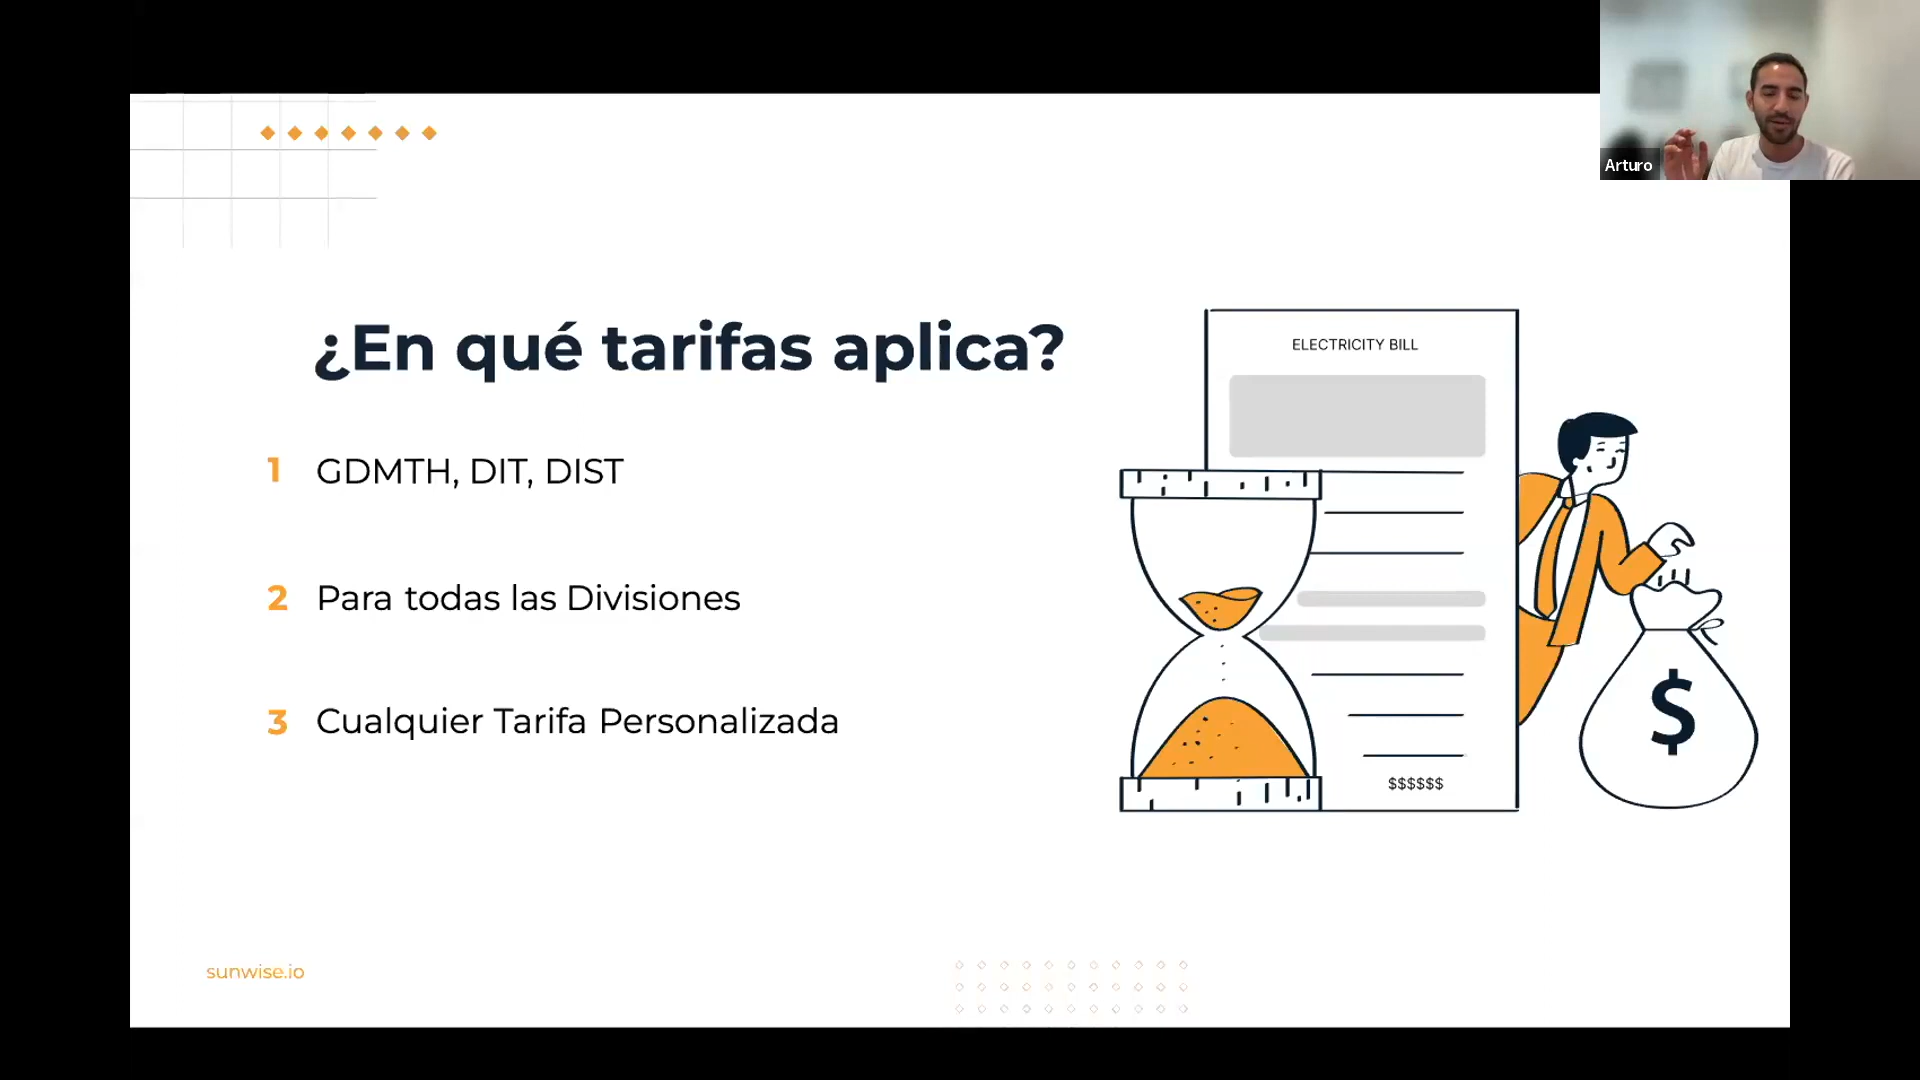 Arturo
¿En qué tarifas aplica?
1 GDMTH, DIT, DIST
2 Para todas las Divisiones
3 Cualquier Tarifa Personalizada
ELECTRICITY BILL
$$$$$$
$
sunwise.io